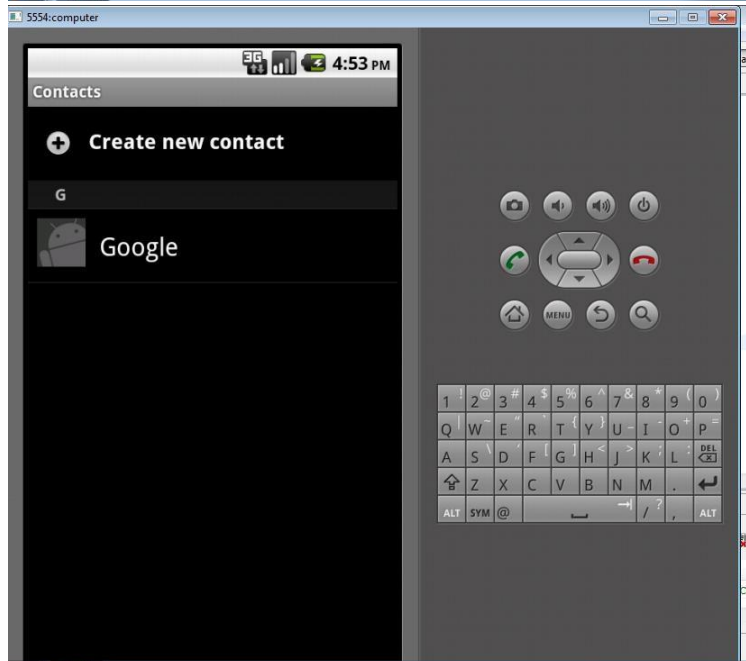 5554:computer
3G 4:53 PM
Contacts
Create new contact
G
Google
MENU
1 ! 2 @ 3 # 4 $ 5 % 6 ^ 7 & 8 * 9 ( 0 )
Q | W ~ E " R ` T { Y } U _ I - O + P =
A S \ D ' F [ G ] H < J > K ; L : DEL
Z X C V B N M .
ALT SYM @ / ? , ALT